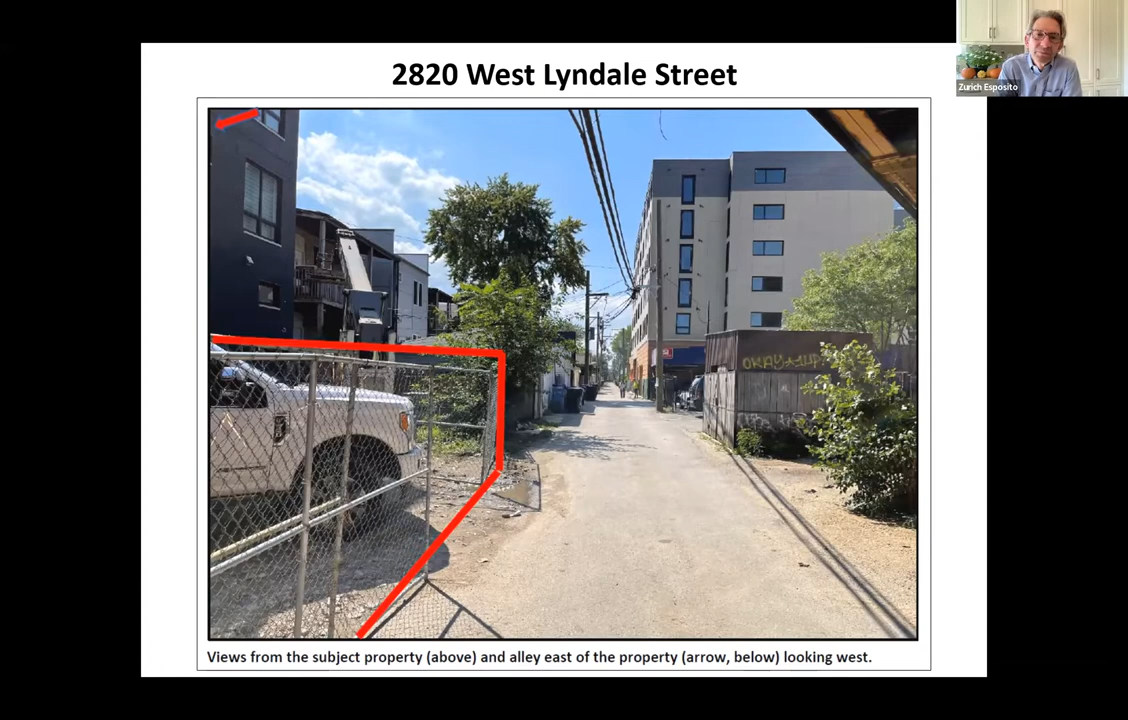 2820 West Lyndale Street
Zurich Esposito
Views from the subject property (above) and alley east of the property (arrow, below) looking west.